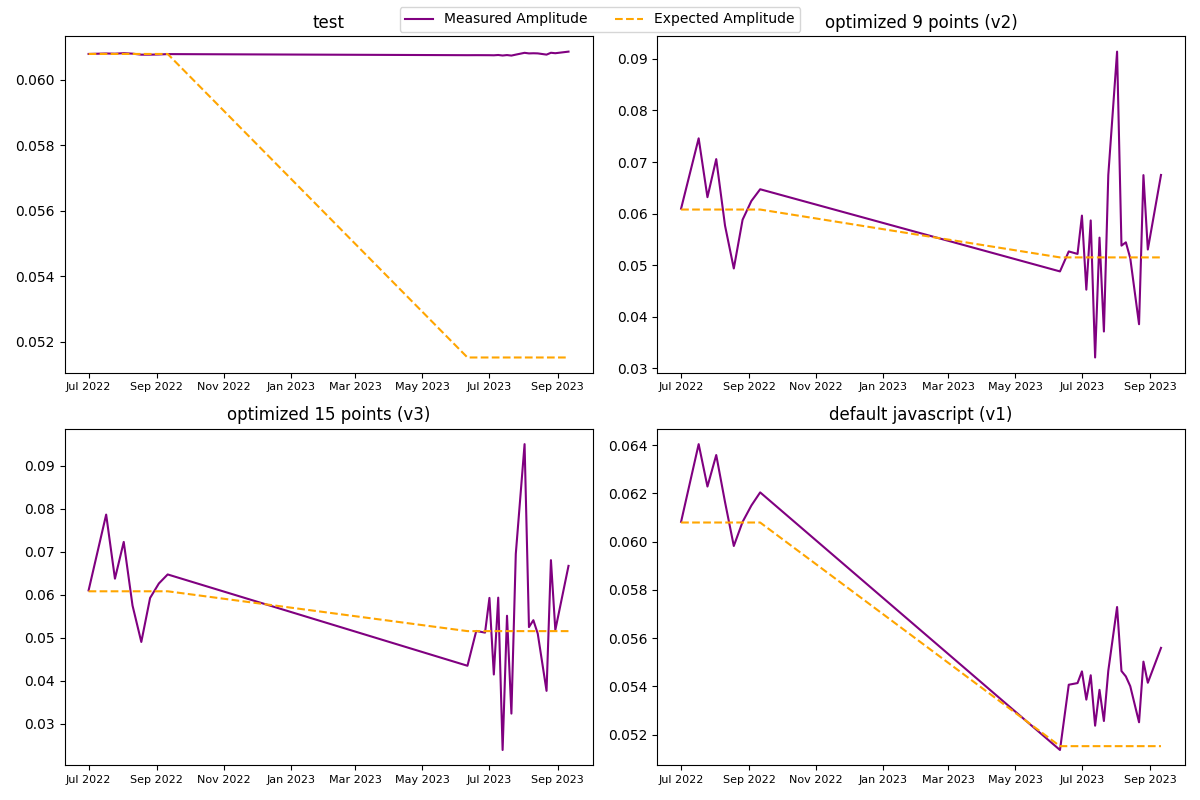 Measured Amplitude Expected Amplitude
test
0.060
0.058
0.056
0.054
0.052
Jul 2022 Sep 2022 Nov 2022 Jan 2023 Mar 2023 May 2023 Jul 2023 Sep 2023
optimized 9 points (v2)
0.09
0.08
0.07
0.06
0.05
0.04
0.03
Jul 2022 Sep 2022 Nov 2022 Jan 2023 Mar 2023 May 2023 Jul 2023 Sep 2023
optimized 15 points (v3)
0.09
0.08
0.07
0.06
0.05
0.04
0.03
Jul 2022 Sep 2022 Nov 2022 Jan 2023 Mar 2023 May 2023 Jul 2023 Sep 2023
default javascript (v1)
0.064
0.062
0.060
0.058
0.056
0.054
0.052
Jul 2022 Sep 2022 Nov 2022 Jan 2023 Mar 2023 May 2023 Jul 2023 Sep 2023